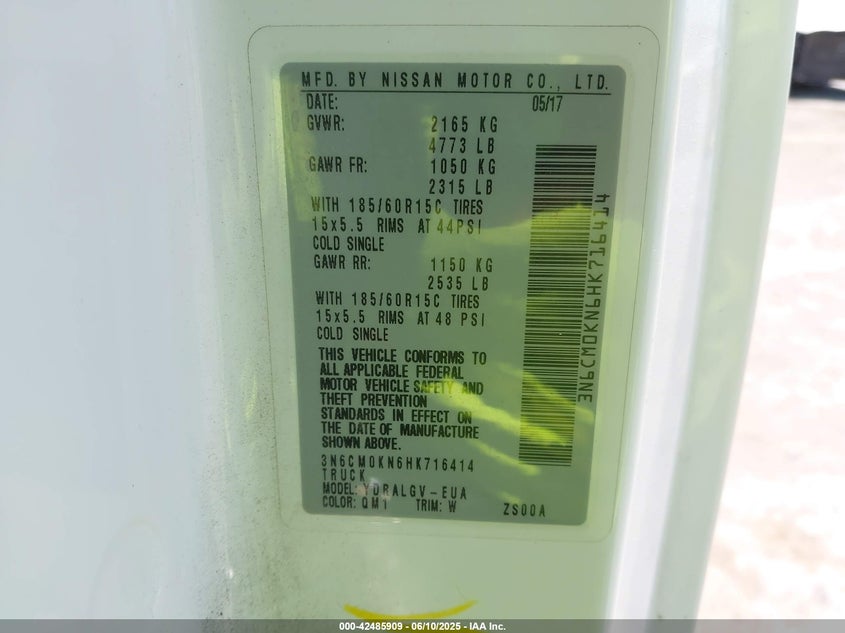 MFD. BY NISSAN MOTOR CO., LTD.
DATE: 05/17
GVWR: 2165 KG
4773 LB
GAWR FR: 1050 KG
2315 LB
WITH 185/60R15C TIRES
15x5.5 RIMS AT 44PSI
COLD SINGLE
GAWR RR: 1150 KG
2535 LB
WITH 185/60R15C TIRES
15x5.5 RIMS AT 48 PSI
COLD SINGLE
THIS VEHICLE CONFORMS TO
ALL APPLICABLE FEDERAL
MOTOR VEHICLE SAFETY AND
THEFT PREVENTION
STANDARDS IN EFFECT ON
THE DATE OF MANUFACTURE
SHOWN ABOVE.
3N6CM0KN6HK716414
TRUCK
MODEL: YDRALGV-EUA
COLOR: QM1 TRIM: W ZS00A
3N6CM0KN6HK716414
000-42485909 - 06/10/2025 - IAA Inc.